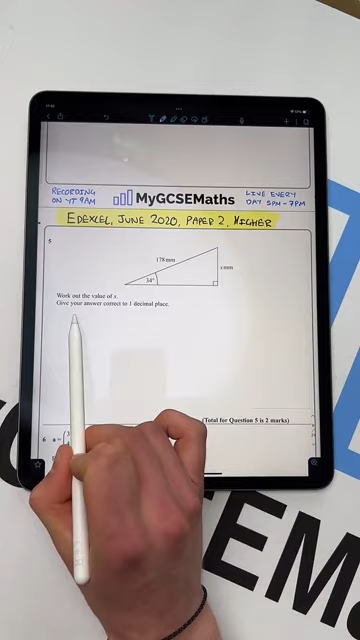 RECORDING
ON YT 9AM
MyGCSEMaths
LIVE EVERY
DAY 5PM-7PM
EDEXCEL, JUNE 2020, PAPER 2, HIGHER
5
178 mm
x mm
34°
Work out the value of x.
Give your answer correct to 1 decimal place.
(Total for Question 5 is 2 marks)
6 a =